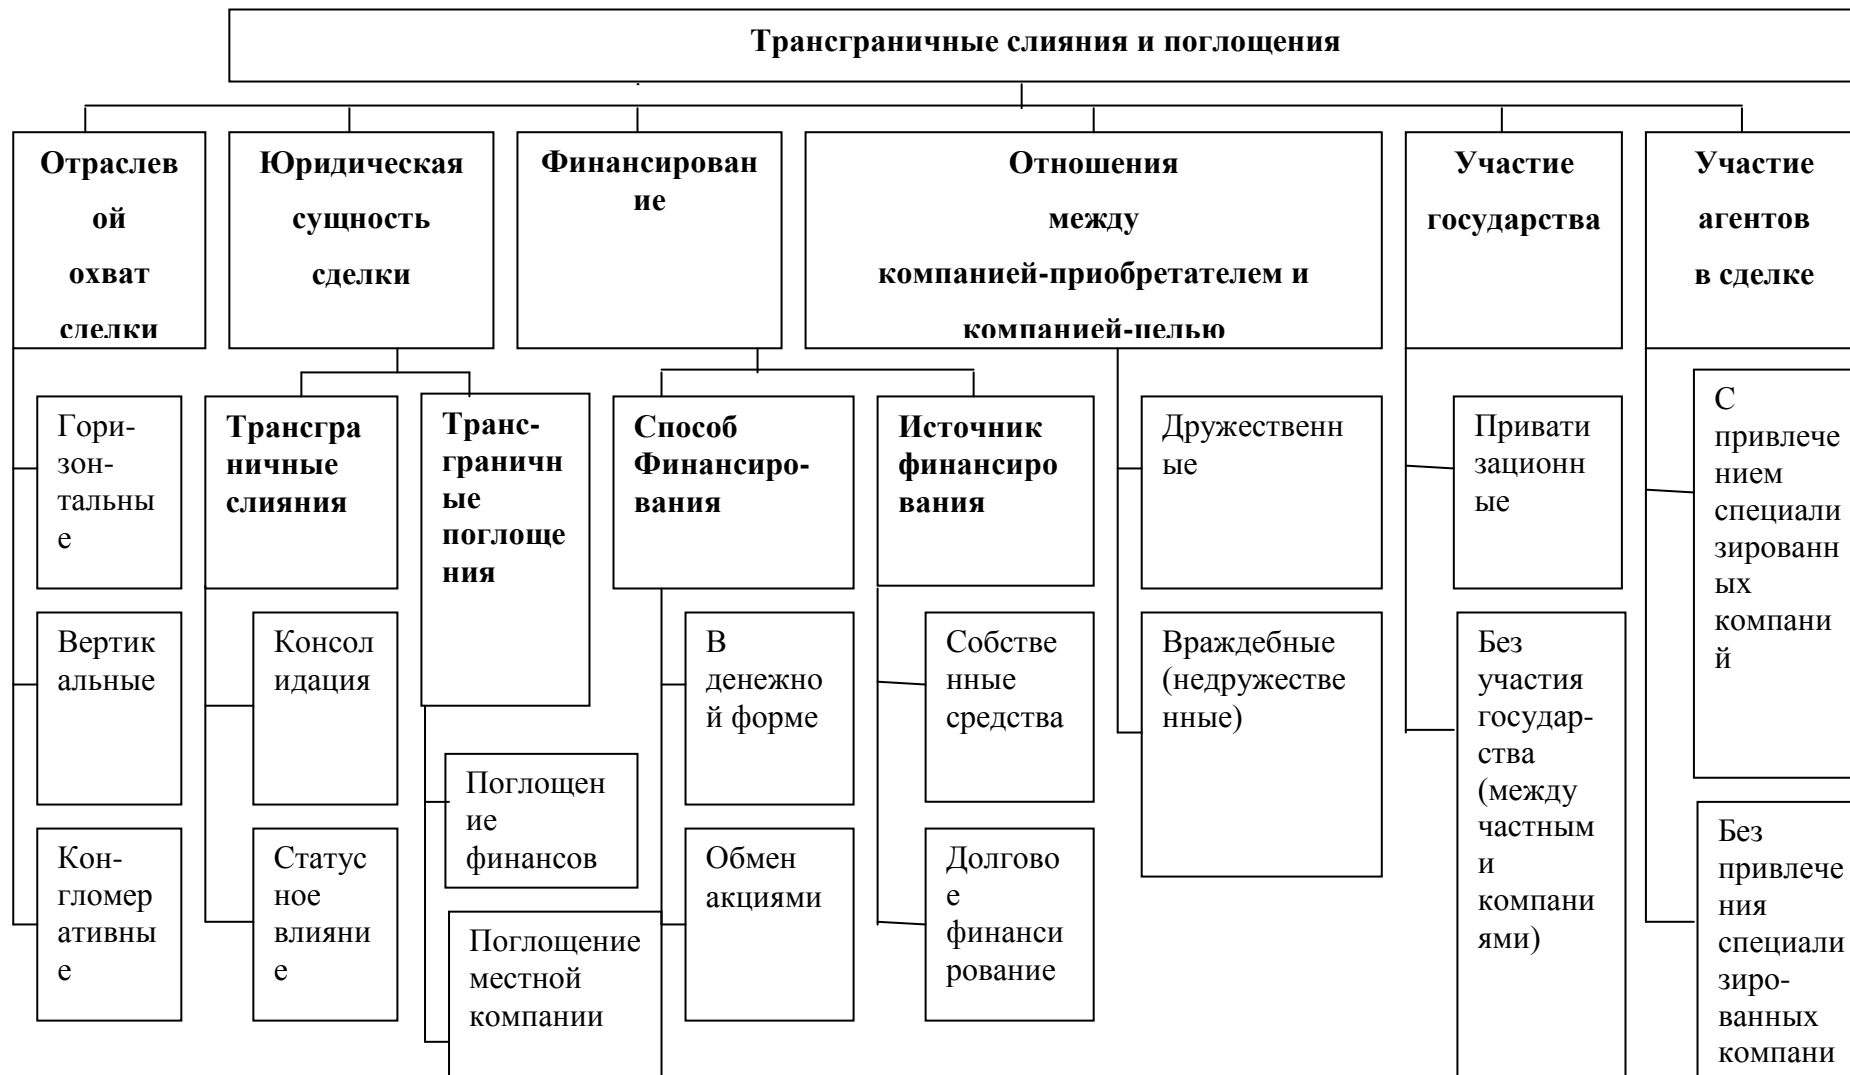 Трансграничные слияния и поглощения
Отраслев
ой
охват
сделки
Юридическая
сущность
сделки
Финансирован
ие
Отношения
между
компанией-приобретателем и
компанией-целью
Участие
государства
Участие
агентов
в сделке
Гори-
зон-
тальны
е
Трансгра
ничные
слияния
Транс-
граничн
ые
поглоще
ния
Способ
Финансиро-
вания
Источник
финансиро
вания
Дружественн
ые
Привати
зационн
ые
С
привлече
нием
специали
зированн
ых
компани
й
Вертик
альные
Консол
идация
В
денежно
й форме
Собстве
нные
средства
Враждебные
(недружестве
нные)
Без
участия
государ-
ства
(между
частным
и
компани
ями)
Поглощен
ие
финансов
Кон-
гломер
ативны
е
Статус
ное
влияни
е
Поглощение
местной
компании
Обмен
акциями
Долгово
е
финанси
рование
Без
привлече
ния
специали
зиро-
ванных
компани